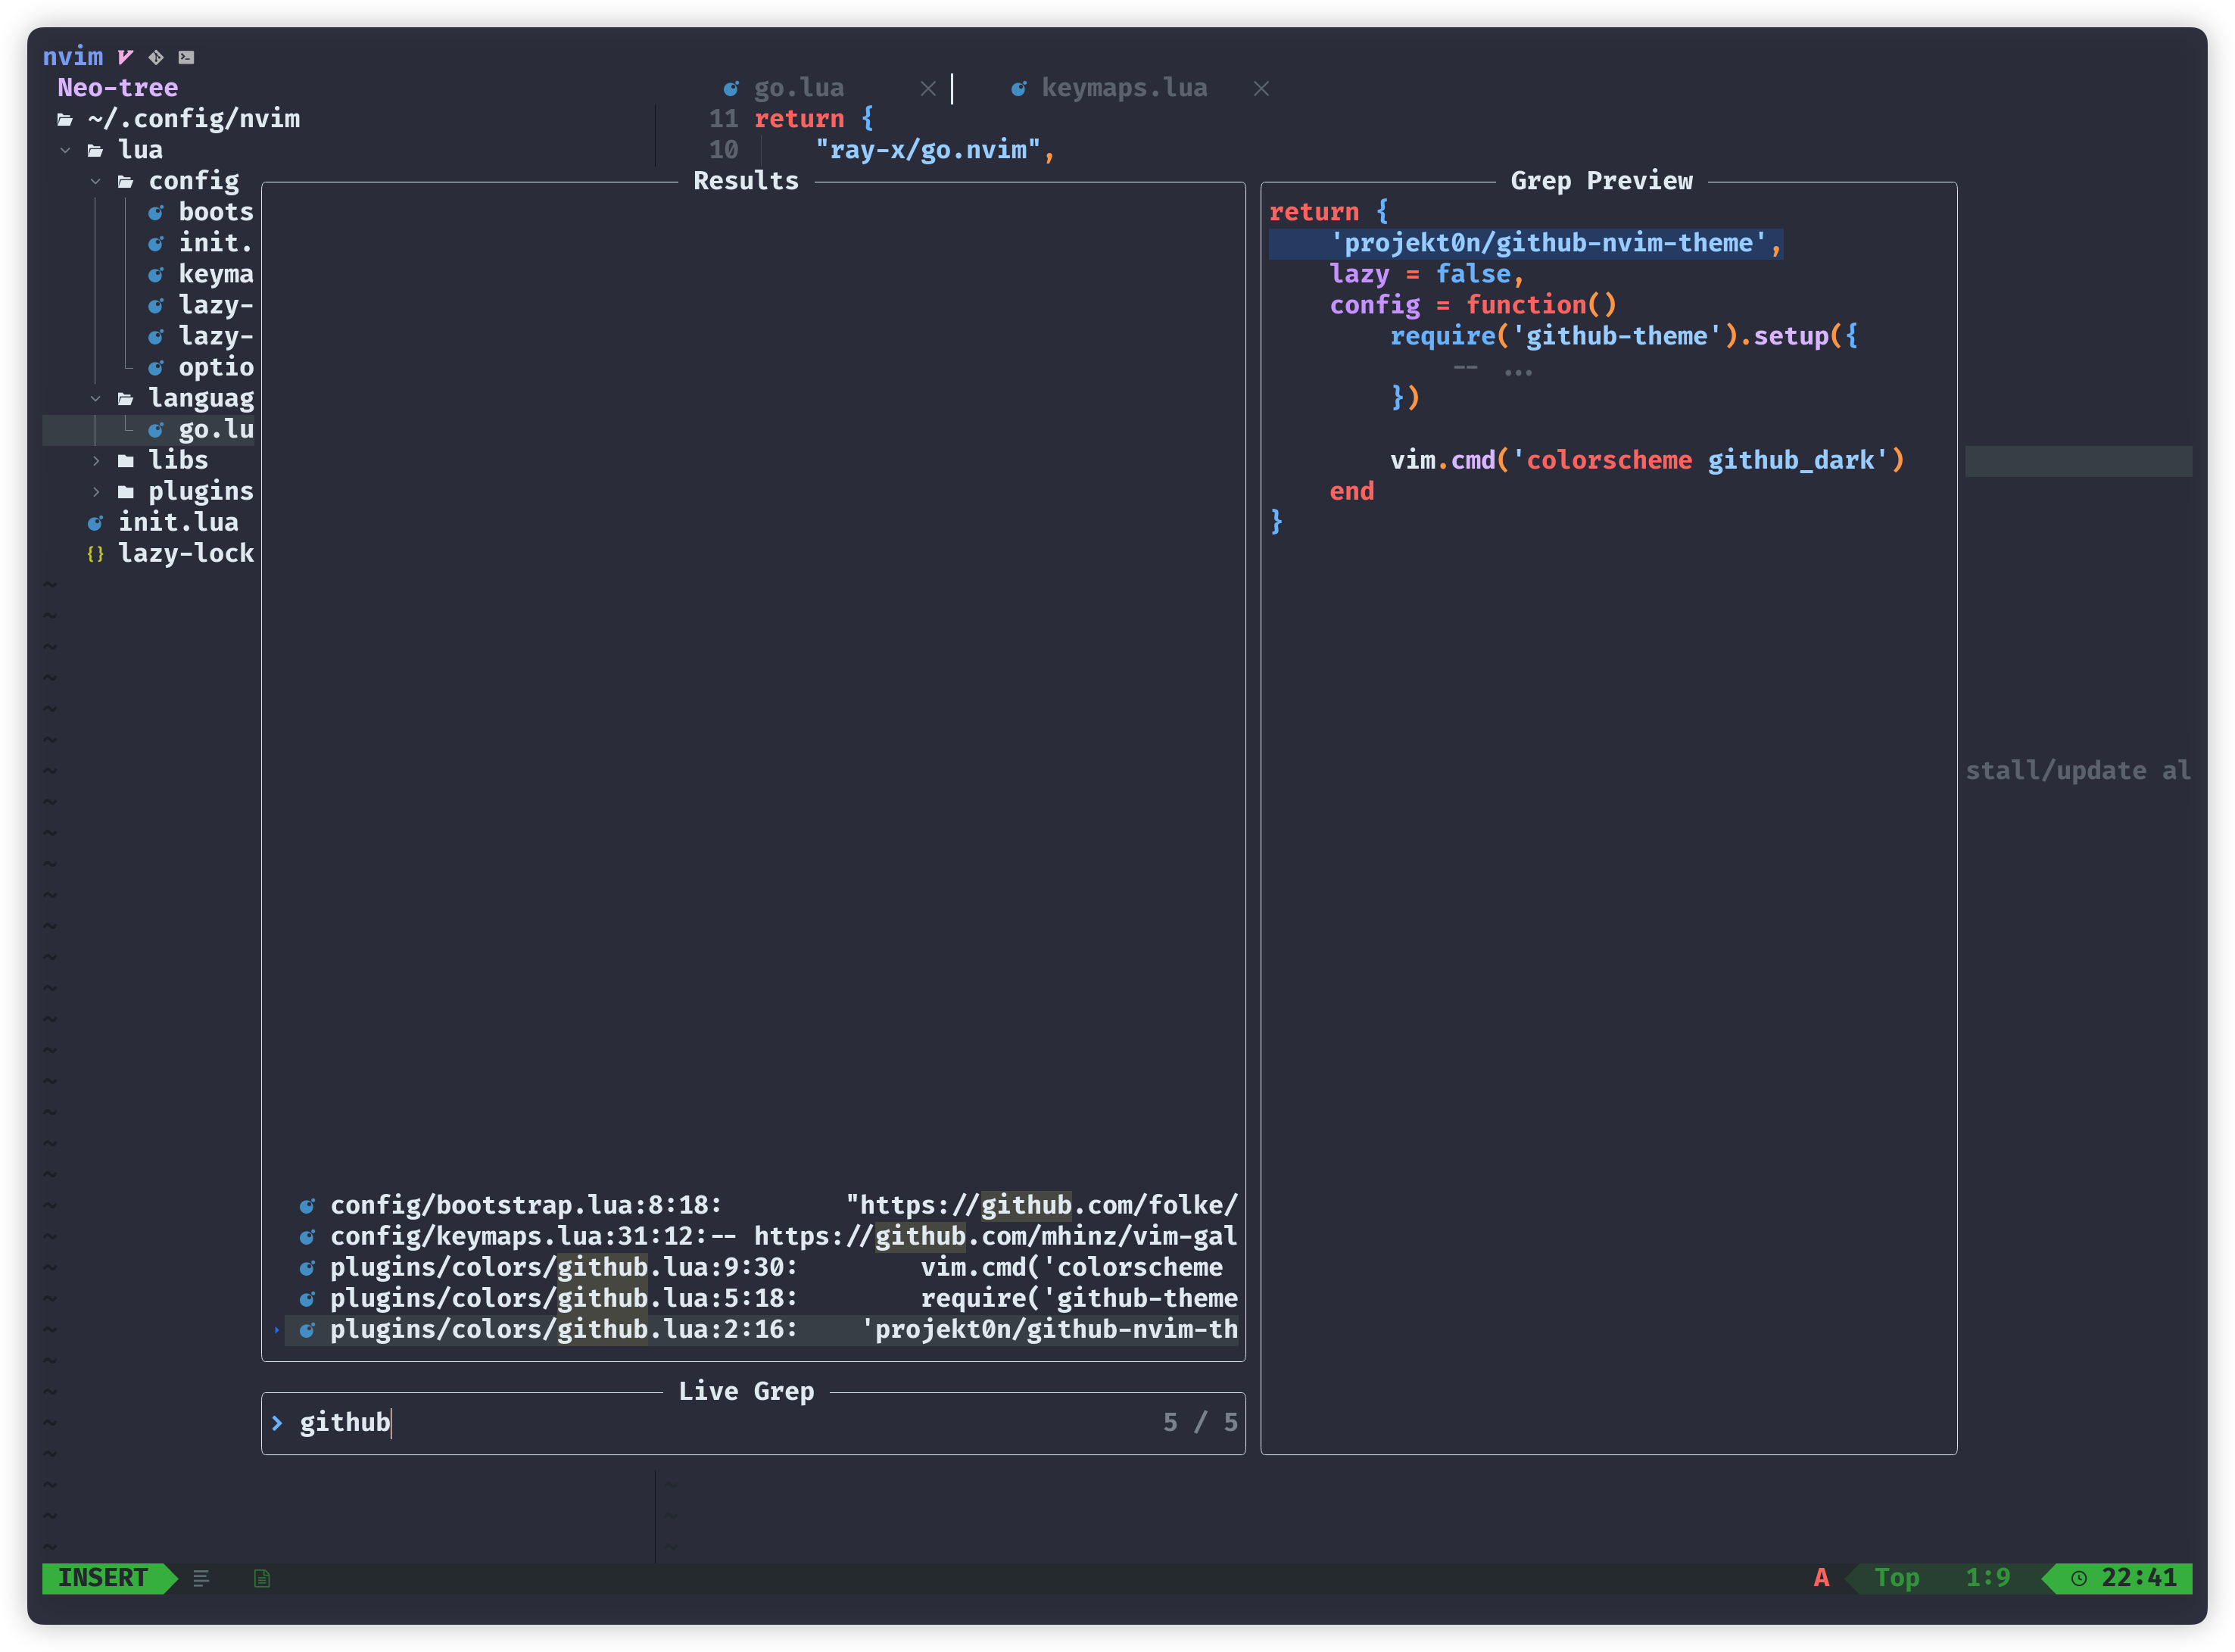 nvim
Neo-tree
go.lua
keymaps.lua
~/.config/nvim
11 return {
lua
10 "ray-x/go.nvim",
config
boots
init.
keyma
lazy-
lazy-
optio
languag
go.lu
libs
plugins
init.lua
{} lazy-lock
Results
config/bootstrap.lua:8:18: "https://github.com/folke/
config/keymaps.lua:31:12:-- https://github.com/mhinz/vim-gal
plugins/colors/github.lua:9:30: vim.cmd('colorscheme
plugins/colors/github.lua:5:18: require('github-theme
plugins/colors/github.lua:2:16: 'projekt0n/github-nvim-th
Live Grep
> github 5 / 5
Grep Preview
return {
'projekt0n/github-nvim-theme',
lazy = false,
config = function()
require('github-theme').setup({
-- ...
})
vim.cmd('colorscheme github_dark')
end
}
stall/update al
INSERT
A Top 1:9 22:41